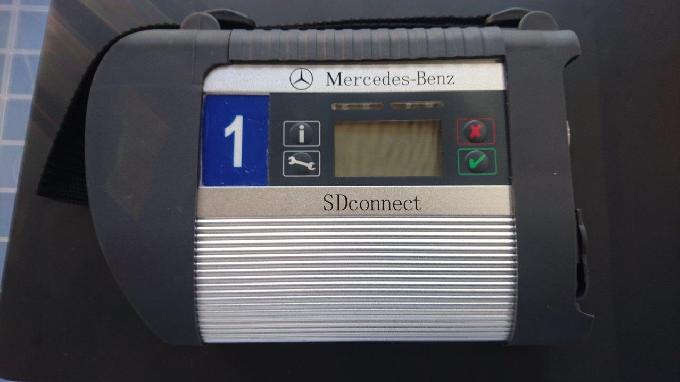 Mercedes-Benz
1
i
SDconnect